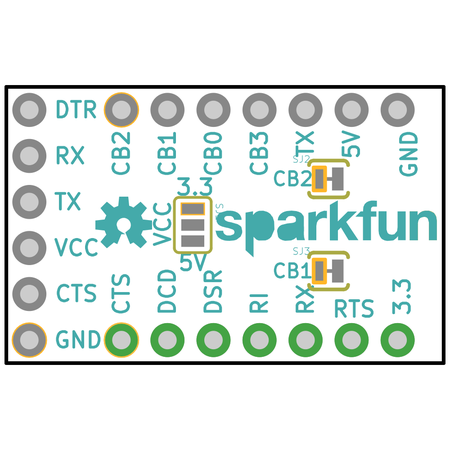 DTR
CB2
CB1
CB0
CB3
TX
5V
GND
RX
SJ2
CB2
TX
3.3
VCC
sparkfun
VCC
5V
SJ3
CB1
CTS
CTS
DCD
DSR
RI
RX
RTS
3.3
GND